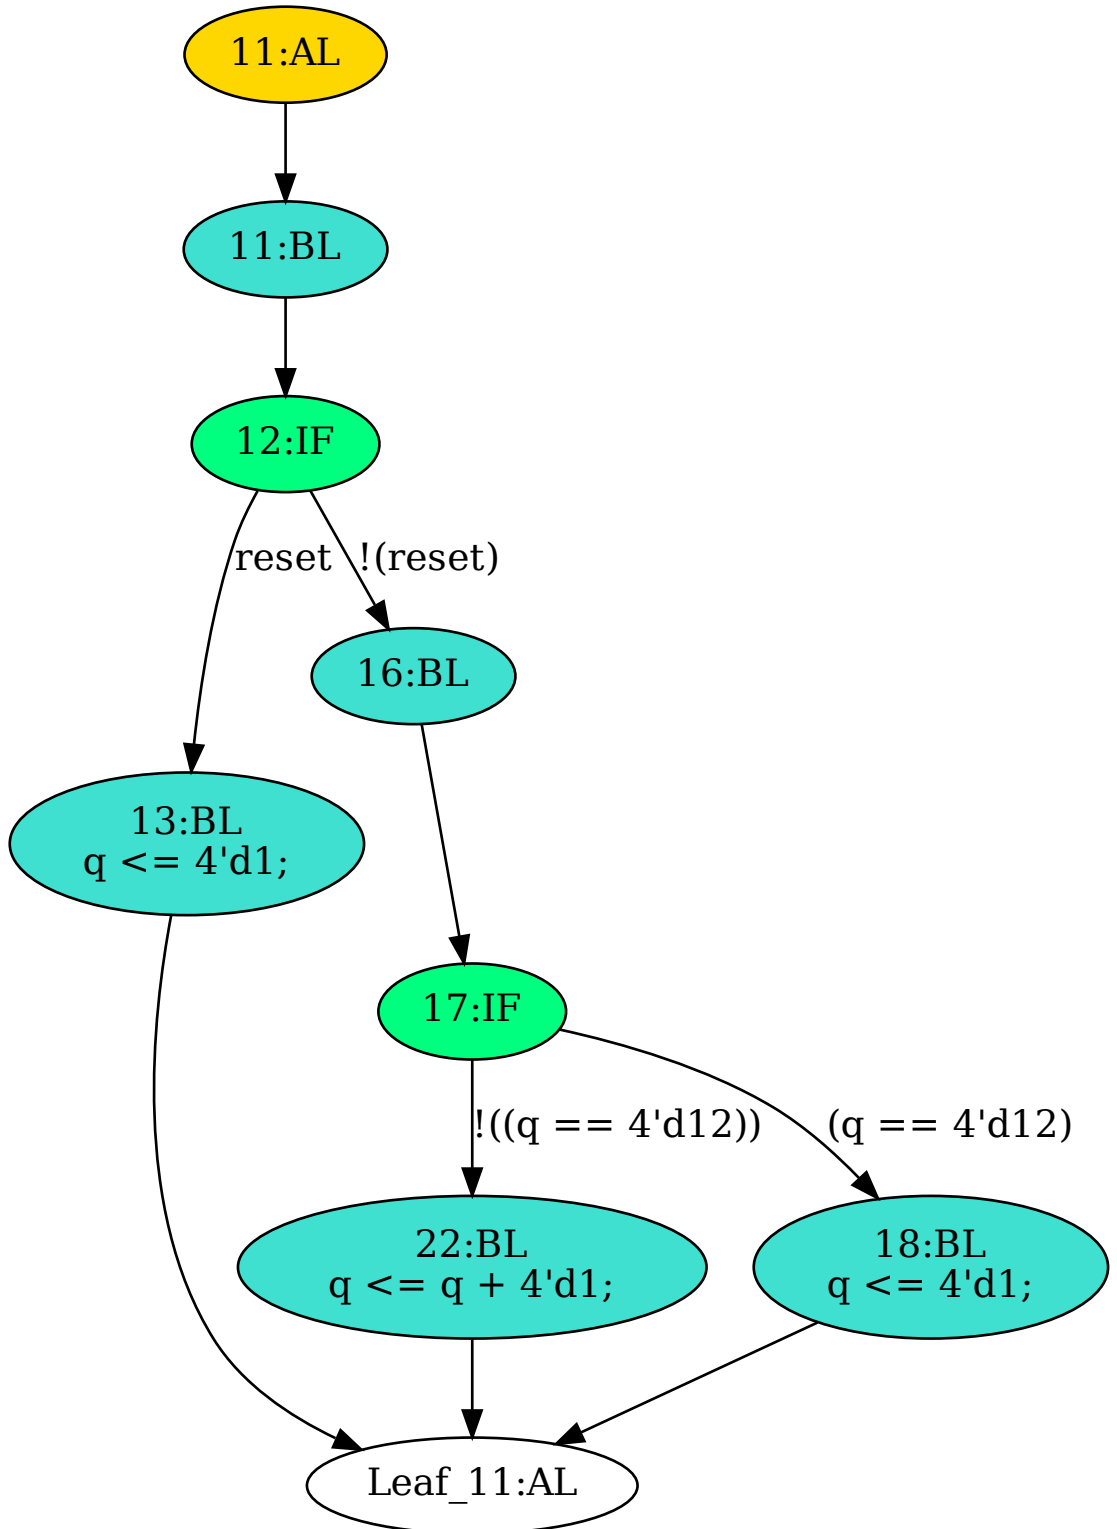 11:AL
11:BL
12:IF
reset
!(reset)
16:BL
13:BL
q <= 4'd1;
17:IF
!((q == 4'd12))
(q == 4'd12)
22:BL
q <= q + 4'd1;
18:BL
q <= 4'd1;
Leaf_11:AL